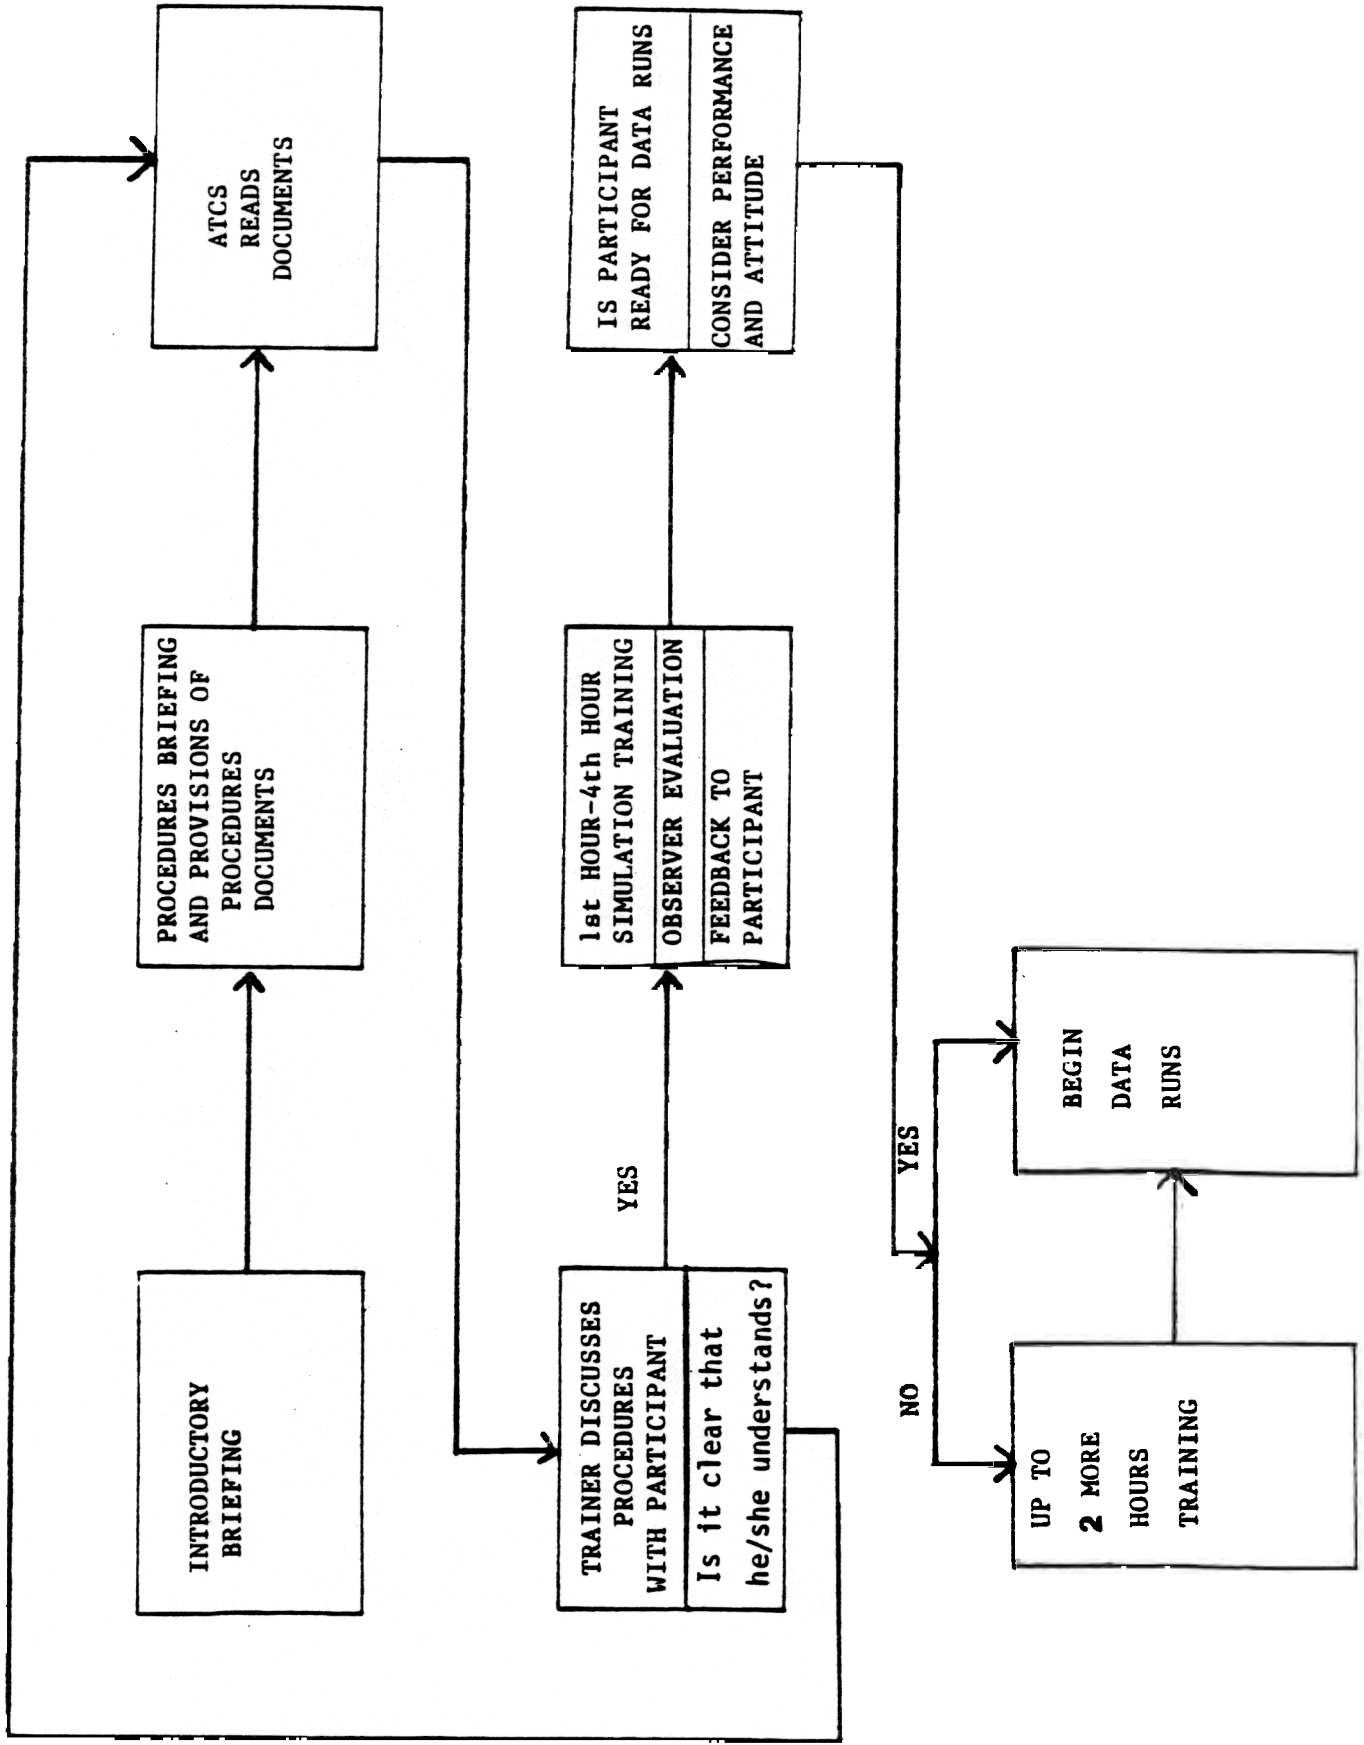 INTRODUCTORY
BRIEFING
PROCEDURES BRIEFING
AND PROVISIONS OF
PROCEDURES
DOCUMENTS
ATCS
READS
DOCUMENTS
TRAINER DISCUSSES
PROCEDURES
WITH PARTICIPANT
Is it clear that
he/she understands?
YES
1st HOUR-4th HOUR
SIMULATION TRAINING
OBSERVER EVALUATION
FEEDBACK TO
PARTICIPANT
IS PARTICIPANT
READY FOR DATA RUNS
CONSIDER PERFORMANCE
AND ATTITUDE
NO
YES
UP TO
2 MORE
HOURS
TRAINING
BEGIN
DATA
RUNS